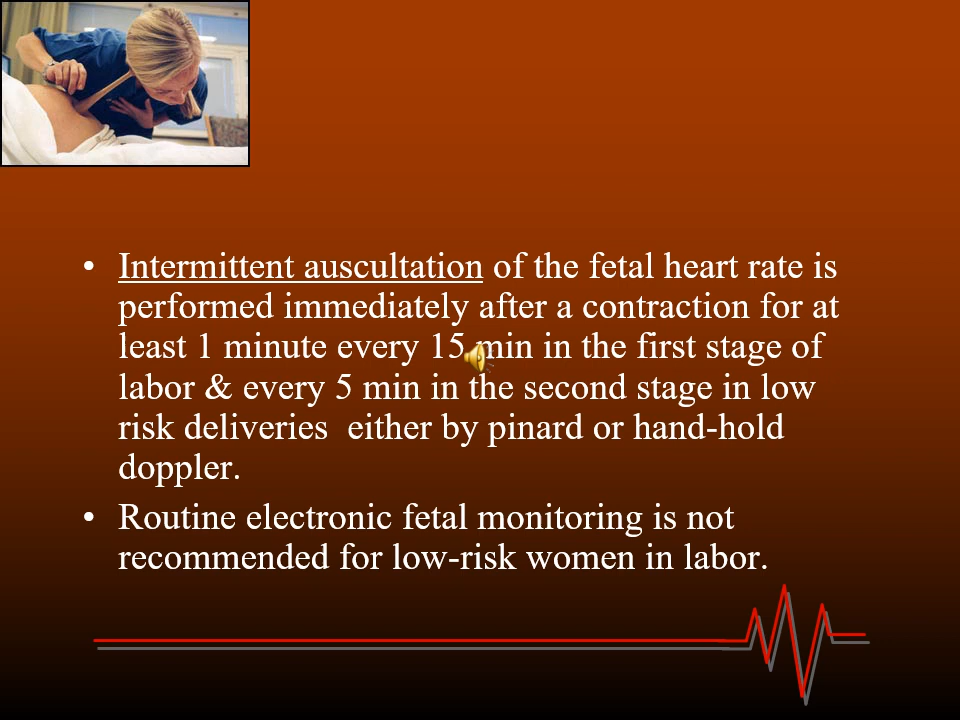 • Intermittent auscultation of the fetal heart rate is
performed immediately after a contraction for at
least 1 minute every 15 min in the first stage of
labor & every 5 min in the second stage in low
risk deliveries  either by pinard or hand-hold
doppler.
• Routine electronic fetal monitoring is not
recommended for low-risk women in labor.